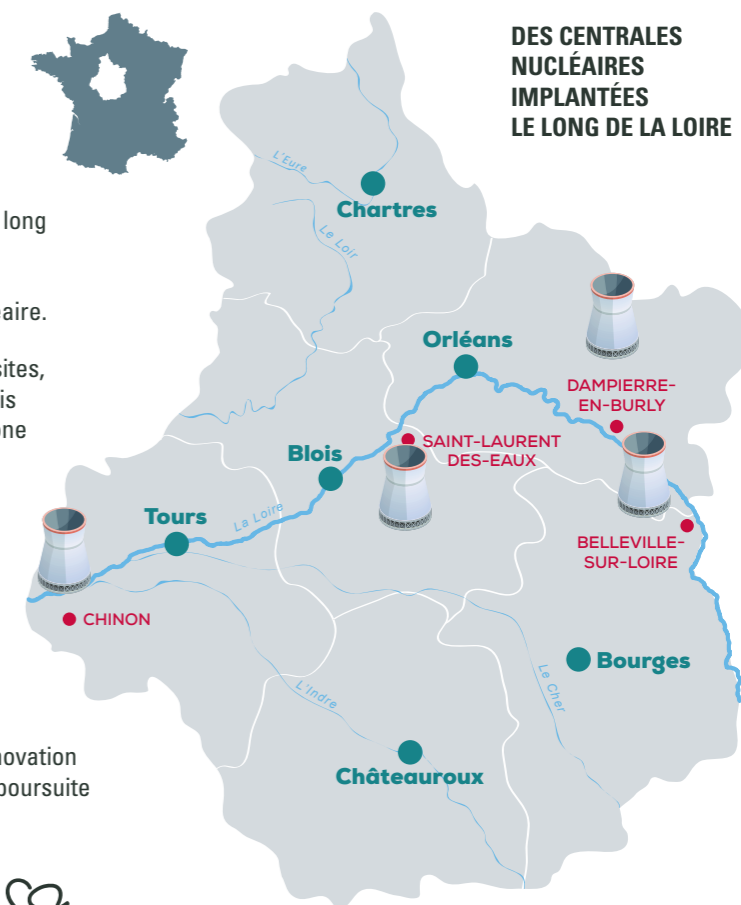 DES CENTRALES
NUCLÉAIRES
IMPLANTÉES
LE LONG DE LA LOIRE
L'Eure
Chartres
long
Le Loir
aire.
sites,
is
one
Orléans
DAMPIERRE-
EN-BURLY
SAINT-LAURENT
DES-EAUX
Blois
La Loire
Tours
BELLEVILLE-
SUR-LOIRE
CHINON
Bourges
Le Cher
L'Indre
novation
poursuite
Châteauroux